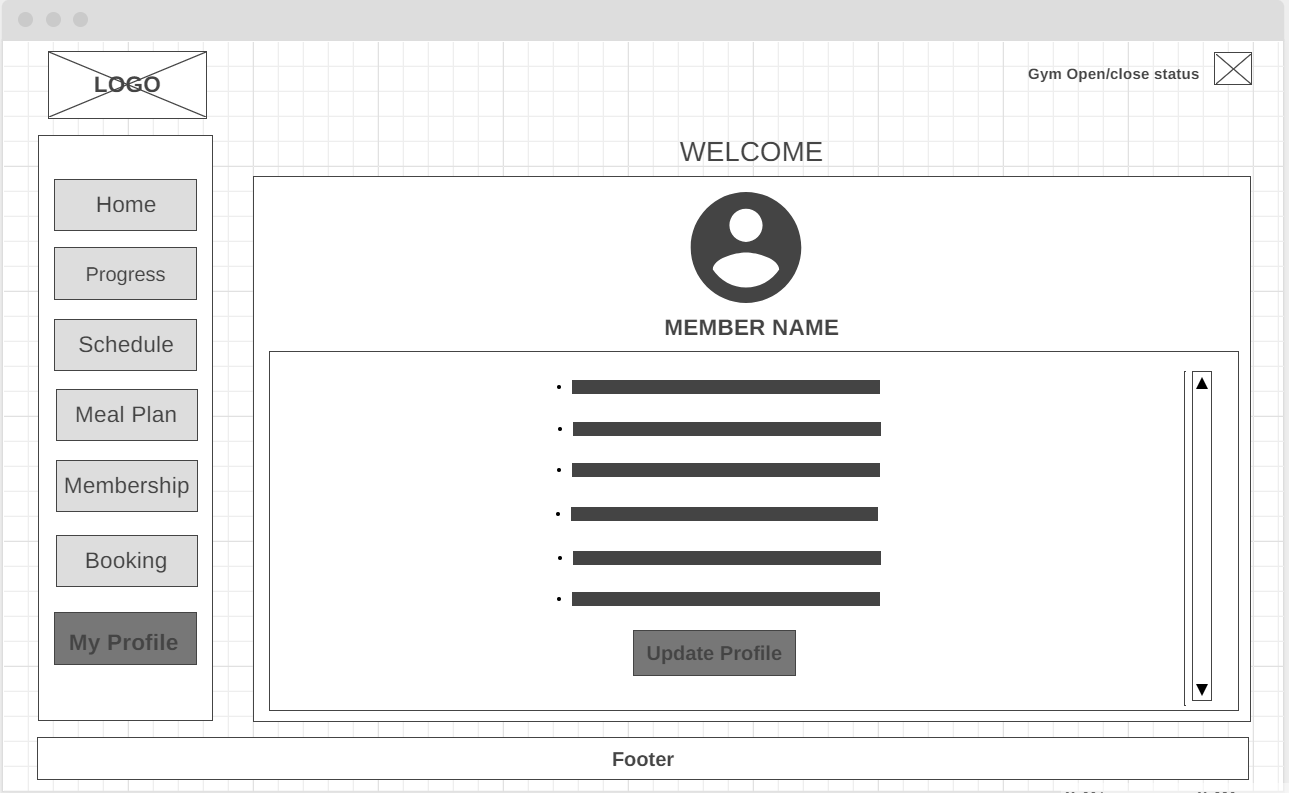 LOGO
Gym Open/close status
WELCOME
Home
Progress
Schedule
Meal Plan
Membership
Booking
My Profile
MEMBER NAME
Update Profile
Footer